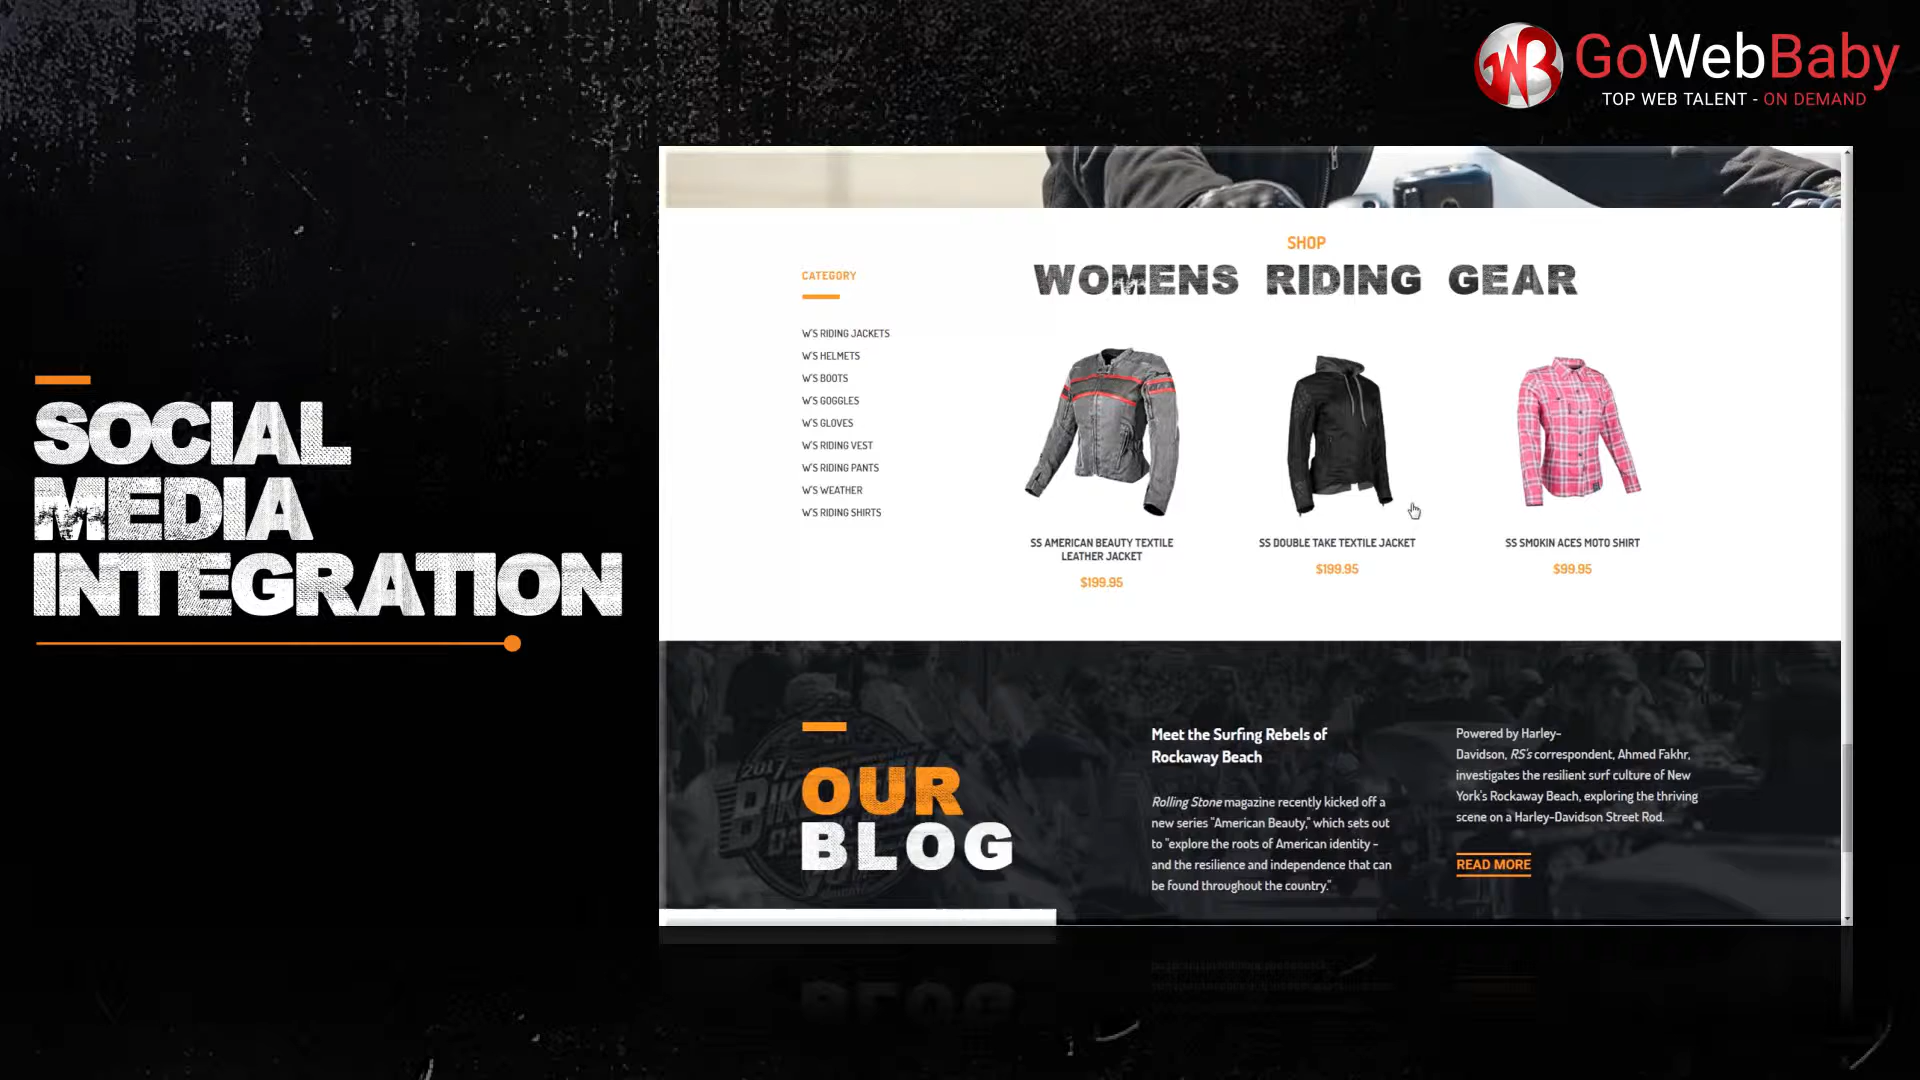 GoWebBaby
TOP WEB TALENT - ON DEMAND
SOCIAL
MEDIA
INTEGRATION
CATEGORY
W'S RIDING JACKETS
W'S HELMETS
W'S BOOTS
W'S GOGGLES
W'S GLOVES
W'S RIDING VEST
W'S RIDING PANTS
W'S WEATHER
W'S RIDING SHIRTS
SHOP
WOMENS RIDING GEAR
SS AMERICAN BEAUTY TEXTILE
LEATHER JACKET
$199.95
SS DOUBLE TAKE TEXTILE JACKET
$199.95
SS SMOKIN ACES MOTO SHIRT
$99.95
2017
OUR
BLOG
Meet the Surfing Rebels of
Rockaway Beach
Rolling Stone magazine recently kicked off a
new series "American Beauty," which sets out
to "explore the roots of American identity –
and the resilience and independence that can
be found throughout the country."
Powered by Harley-
Davidson, RS's correspondent, Ahmed Fakhr,
investigates the resilient surf culture of New
York's Rockaway Beach, exploring the thriving
scene on a Harley-Davidson Street Rod.
READ MORE